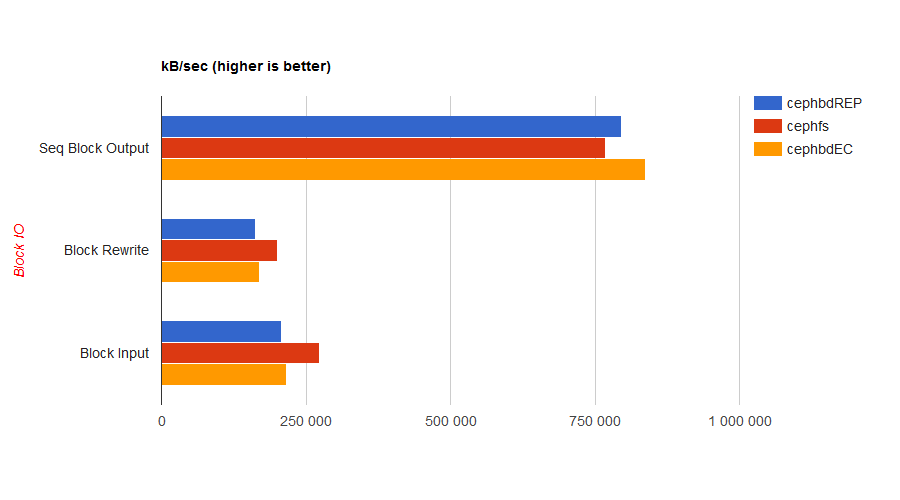 kB/sec (higher is better)
cephbdREP
cephfs
cephbdEC
Block IO
Seq Block Output
Block Rewrite
Block Input
0
250 000
500 000
750 000
1 000 000